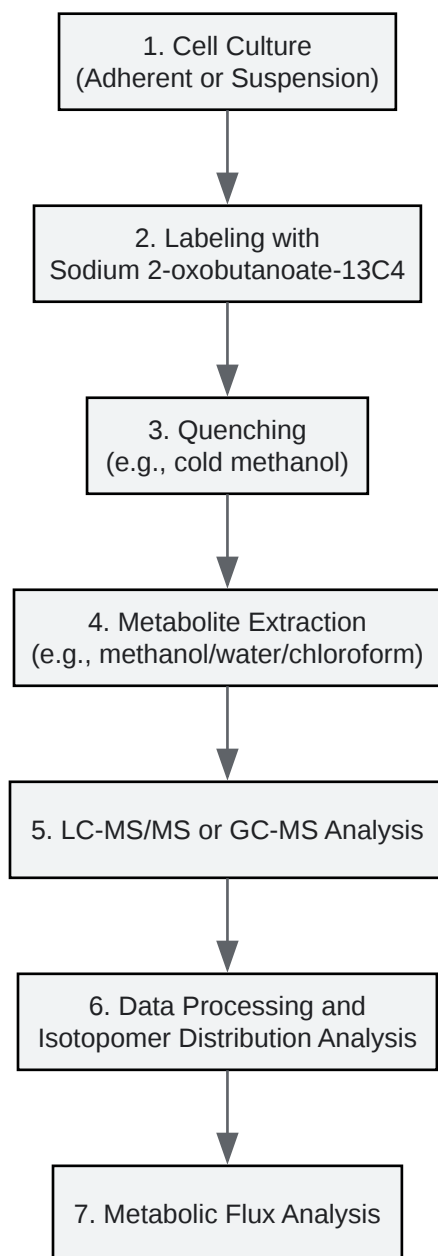 1. Cell Culture
(Adherent or Suspension)
2. Labeling with
Sodium 2-oxobutanoate-13C4
3. Quenching
(e.g., cold methanol)
4. Metabolite Extraction
(e.g., methanol/water/chloroform)
5. LC-MS/MS or GC-MS Analysis
6. Data Processing and
Isotopomer Distribution Analysis
7. Metabolic Flux Analysis